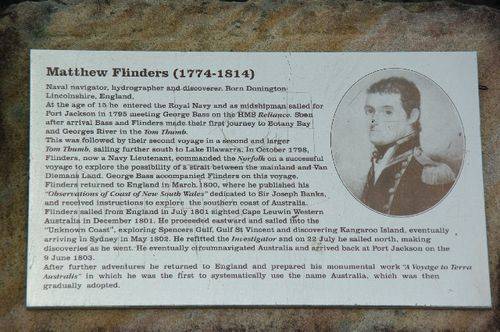 Matthew Flinders (1774-1814)
Naval navigator, hydrographer and discoverer. Born Donington
Lincolnshire, England.
At the age of 15 he entered the Royal Navy and as midshipman sailed for
Port Jackson in 1795 meeting George Bass on the HMS Reliance. Soon
after arrival Bass and Flinders made their first journey to Botany Bay
and Georges River in the Tom Thumb.
This was followed by their second voyage in a second and larger
Tom Thumb, sailing further south to Lake Illawarra. In October 1798,
Flinders, now a Navy Lieutenant, commanded the Norfolk on a successful
voyage to explore the possibility of a strait between the mainland and Van
Diemans Land. George Bass accompanied Flinders on this voyage.
Flinders returned to England in March 1800, where he published his
"Observations of Coast of New South Wales" dedicated to Sir Joseph Banks,
and received instructions to explore the southern coast of Australia.
Flinders sailed from England in July 1801 sighted Cape Leuwin Western
Australia in December 1801. He proceeded eastward and sailed into the
"Unknown Coast", exploring Spencers Gulf, Gulf St Vincent and discovering Kangaroo Island, eventually
arriving in Sydney in May 1802. He refitted the Investigator and on 22 July he sailed north, making
discoveries as he went. He eventually circumnavigated Australia and arrived back at Port Jackson on the
9 June 1803.
After further adventures he returned to England and prepared his monumental work "A Voyage to Terra
Australis" in which he was the first to systematically use the name Australia, which was then
gradually adopted.